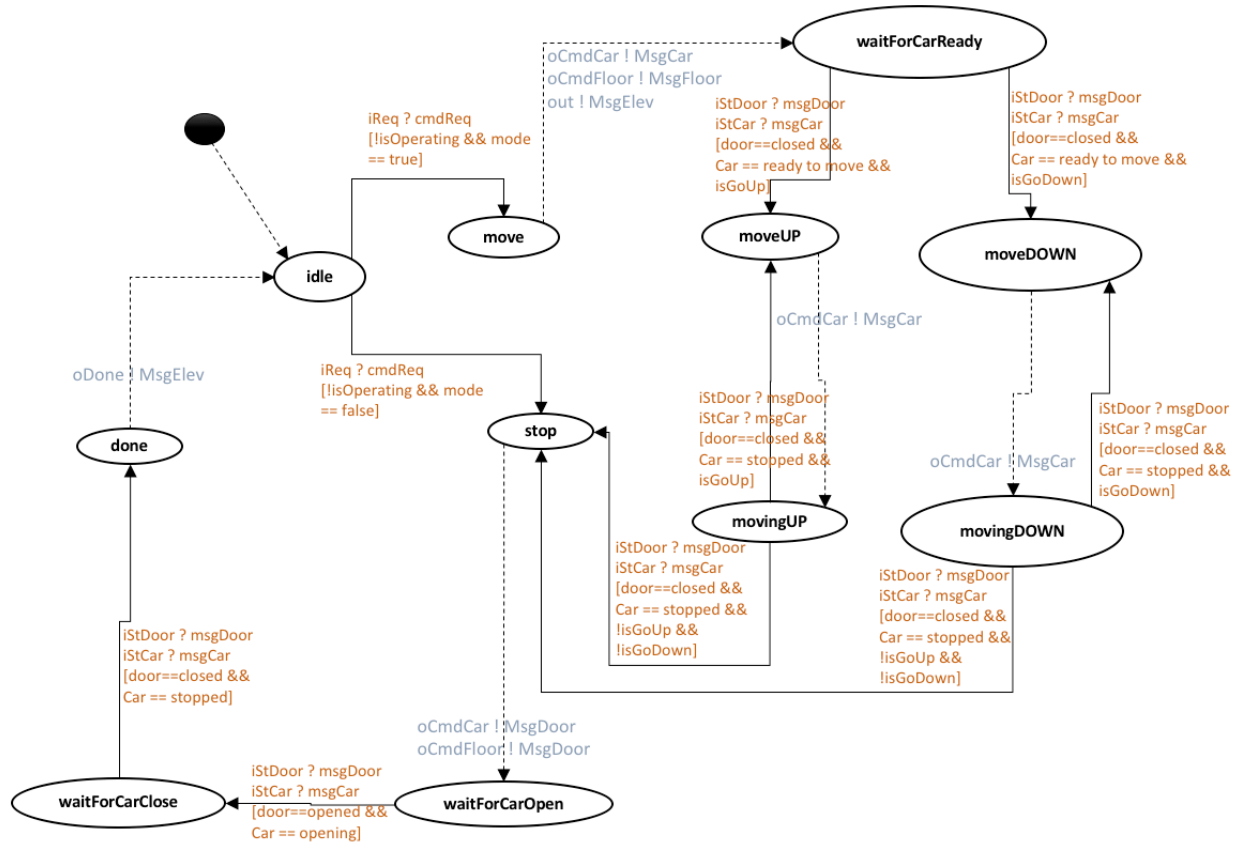 waitForCarReady
oCmdCar ! MsgCar
oCmdFloor ! MsgFloor
out ! MsgElev
iStDoor ? msgDoor
iStCar ? msgCar
[door==closed &&
Car == ready to move &&
isGoUp]
iStDoor ? msgDoor
iStCar ? msgCar
[door==closed &&
Car == ready to move &&
isGoDown]
iReq ? cmdReq
[!isOperating && mode
== true]
move
moveUP
moveDOWN
idle
oCmdCar ! MsgCar
oDone ! MsgElev
iReq ? cmdReq
[!isOperating && mode
== false]
iStDoor ? msgDoor
iStCar ? msgCar
[door==closed &&
Car == stopped &&
isGoUp]
iStDoor ? msgDoor
iStCar ? msgCar
[door==closed &&
Car == stopped &&
isGoDown]
done
stop
oCmdCar ! MsgCar
movingUP
movingDOWN
iStDoor ? msgDoor
iStCar ? msgCar
[door==closed &&
Car == stopped &&
!isGoUp &&
!isGoDown]
iStDoor ? msgDoor
iStCar ? msgCar
[door==closed &&
Car == stopped &&
!isGoUp &&
!isGoDown]
iStDoor ? msgDoor
iStCar ? msgCar
[door==closed &&
Car == stopped]
oCmdCar ! MsgDoor
oCmdFloor ! MsgDoor
iStDoor ? msgDoor
iStCar ? msgCar
[door==opened &&
Car == opening]
waitForCarClose
waitForCarOpen